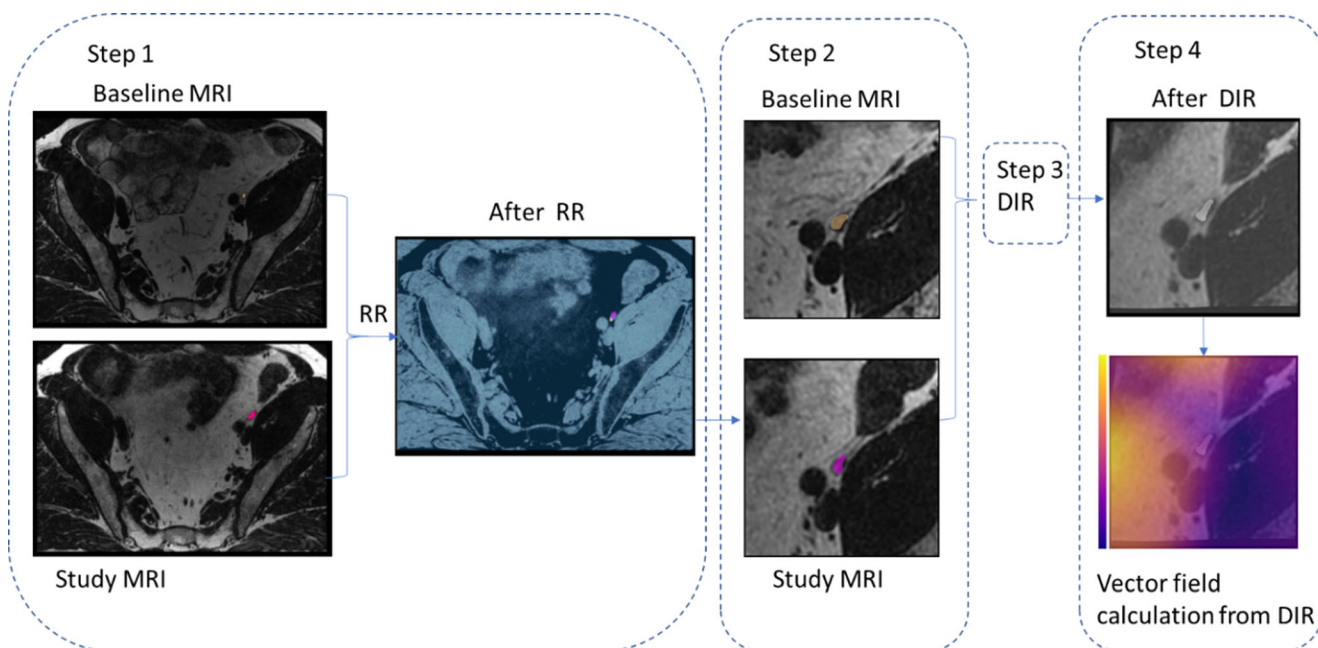 Step 1
Baseline MRI
Study MRI
RR
After RR
Step 2
Baseline MRI
Study MRI
Step 3
DIR
Step 4
After DIR
Vector field
calculation from DIR